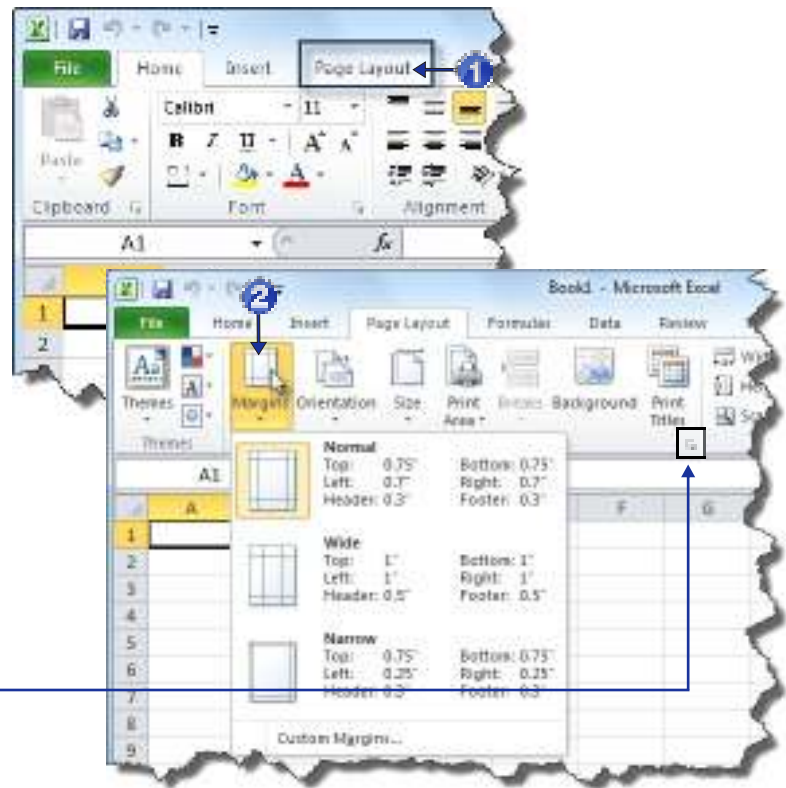 File Home Insert Page Layout 1
Calibri 11
B I U A A
Paste
Clipboard Font Alignment
A1 fx
1
2
2
Book1 - Microsoft Excel
File Home Insert Page Layout Formulas Data Review
Aa
A
Themes Margins Orientation Size Print Area Breaks Background Print Titles
Themes
A1
A F G
1
2
3
4
5
6
7
8
9
Normal
Top: 0.75" Bottom: 0.75"
Left: 0.7" Right: 0.7"
Header: 0.3" Footer: 0.3"
Wide
Top: 1" Bottom: 1"
Left: 1" Right: 1"
Header: 0.5" Footer: 0.5"
Narrow
Top: 0.75" Bottom: 0.75"
Left: 0.25" Right: 0.25"
Header: 0.3" Footer: 0.3"
Custom Margins...